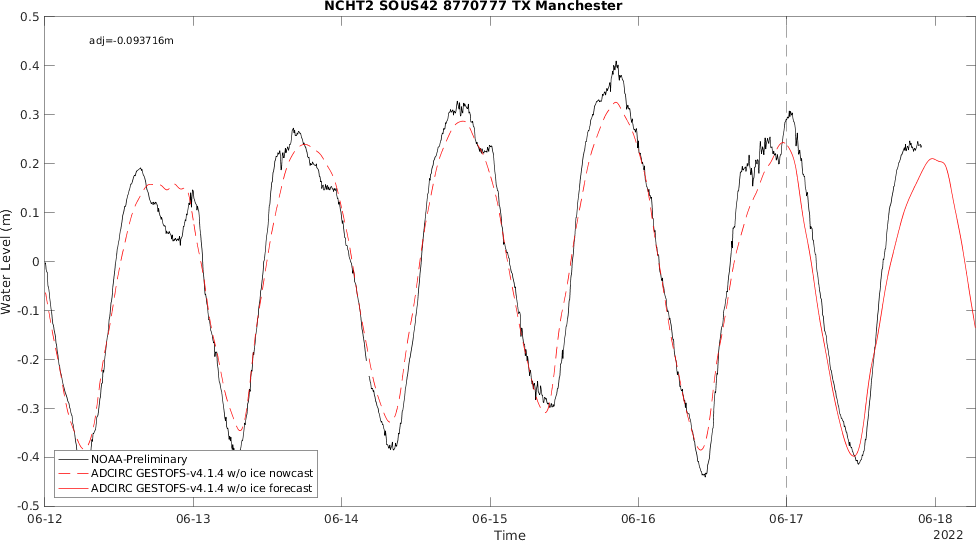 NCHT2 SOUS42 8770777 TX Manchester
adj=-0.093716m
0.5
0.4
0.3
0.2
0.1
0
-0.1
-0.2
-0.3
-0.4
-0.5
Water Level (m)
NOAA-Preliminary
ADCIRC GESTOFS-v4.1.4 w/o ice nowcast
ADCIRC GESTOFS-v4.1.4 w/o ice forecast
06-12 06-13 06-14 06-15 06-16 06-17 06-18
Time
2022